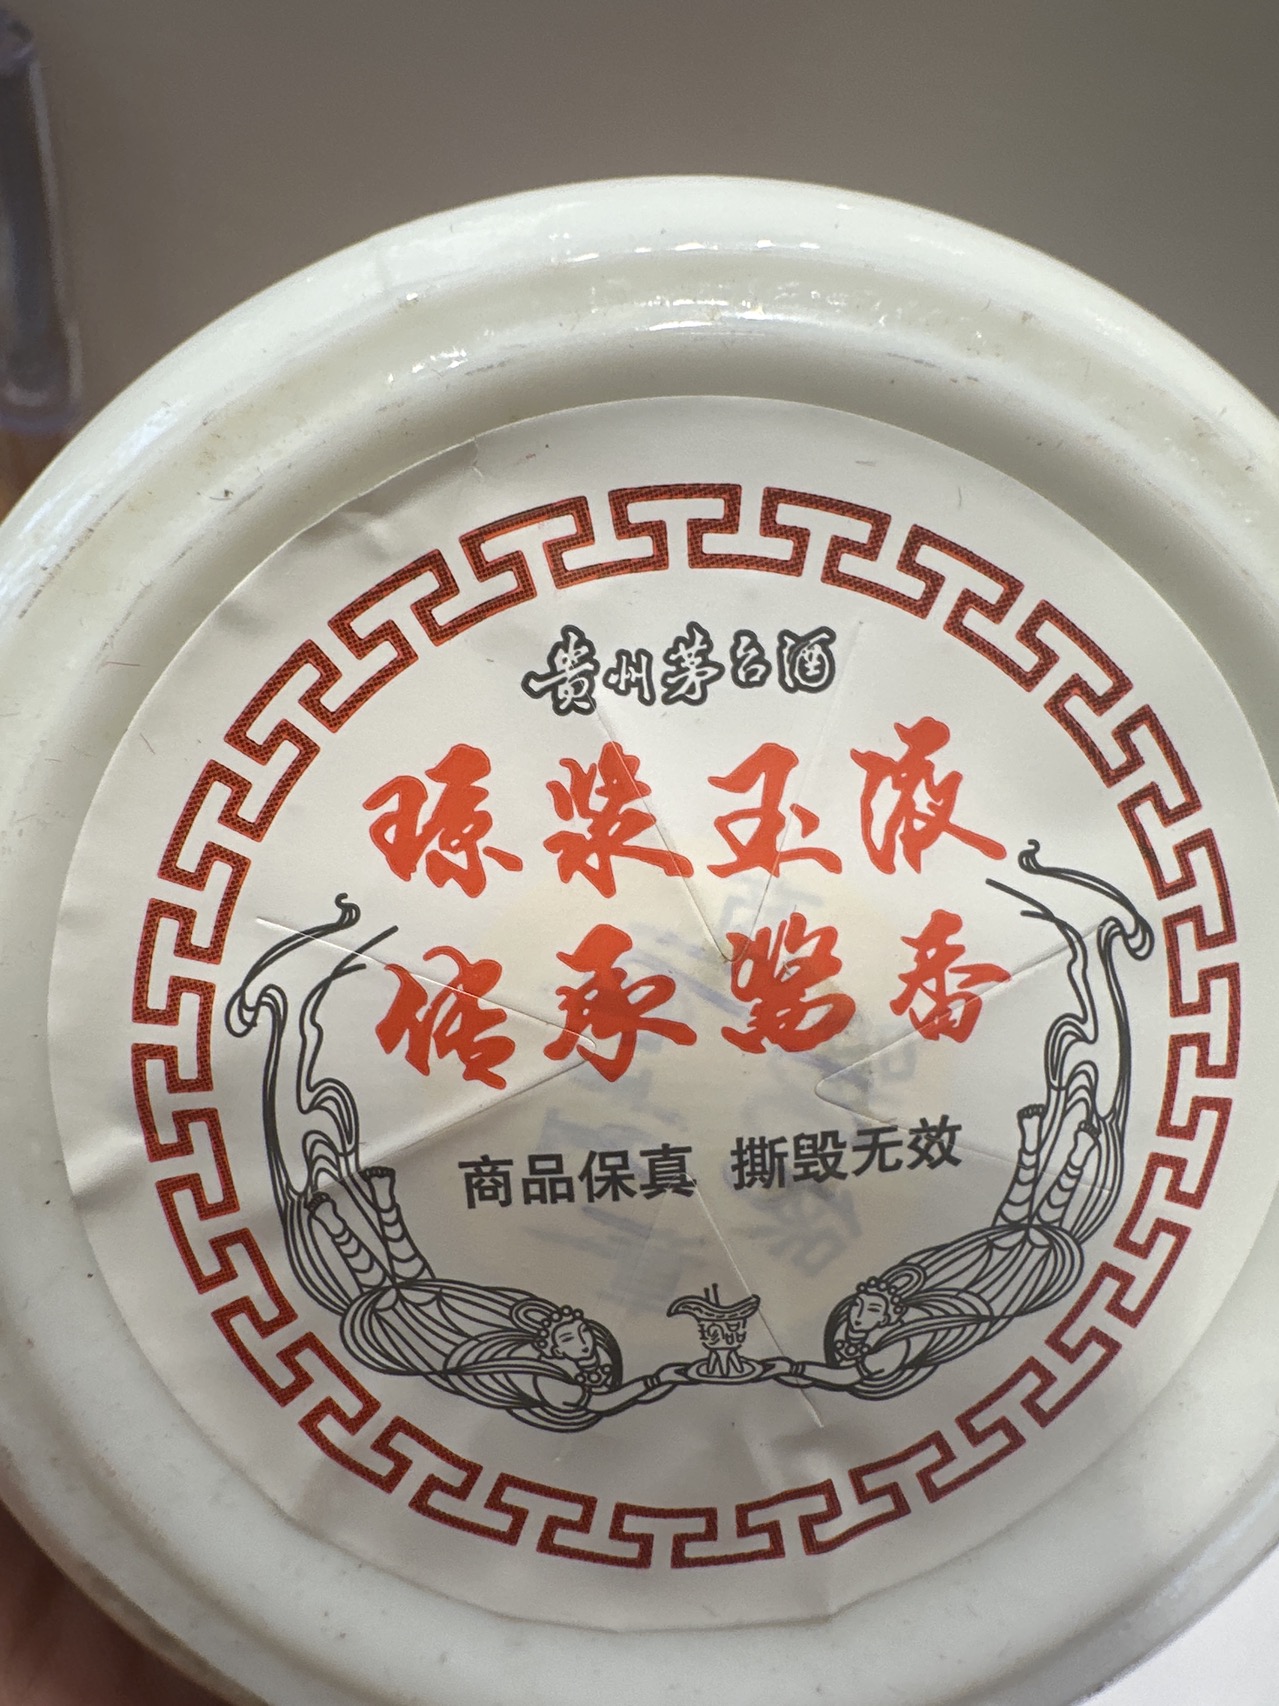 贵州茅台酒
琼浆玉液
传承酱香
商品保真 撕毁无效